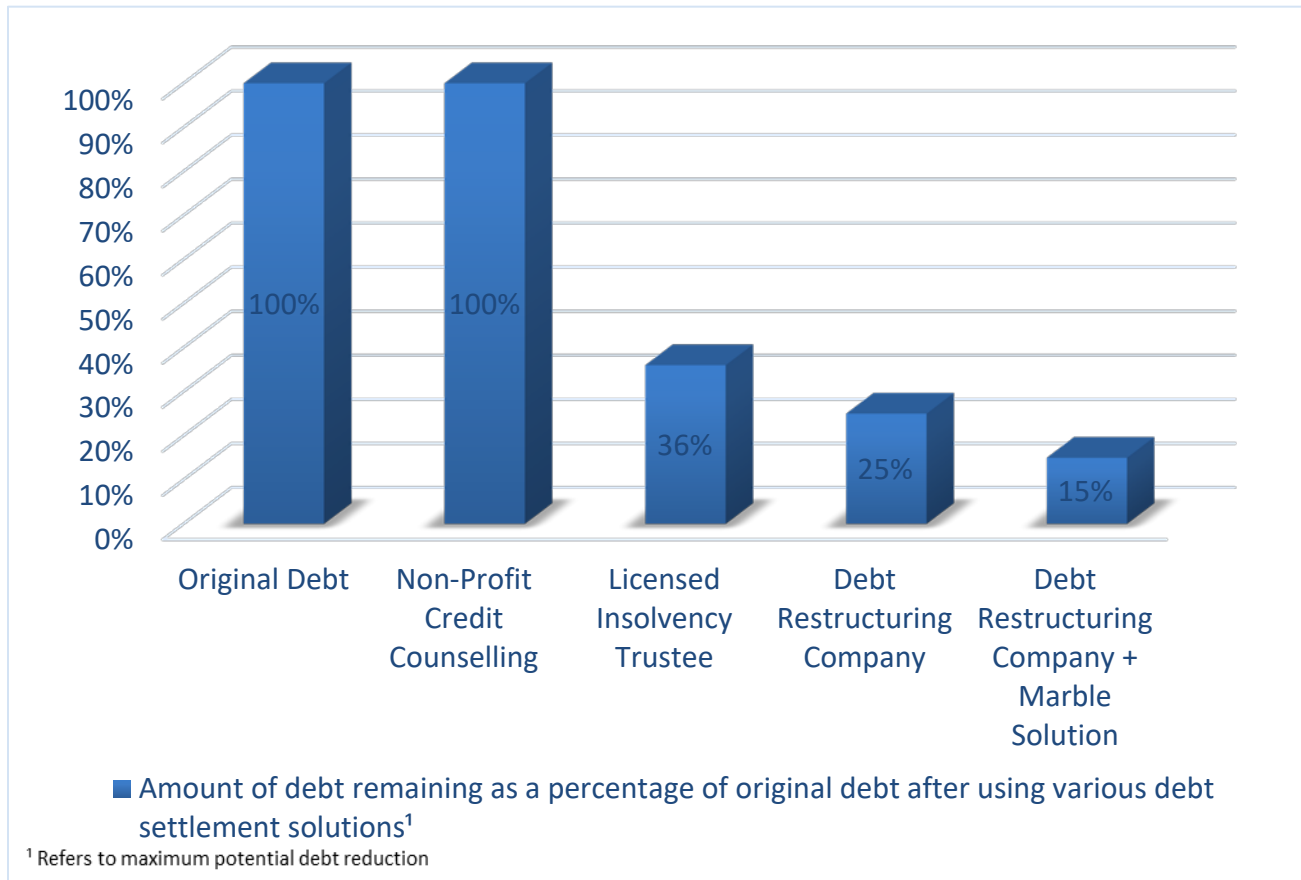 100%
90%
80%
70%
60%
50%
40%
30%
20%
10%
0%
100%
100%
36%
25%
15%
Original Debt
Non-Profit
Credit
Counselling
Licensed
Insolvency
Trustee
Debt
Restructuring
Company
Debt
Restructuring
Company +
Marble
Solution
Amount of debt remaining as a percentage of original debt after using various debt
settlement solutions¹
¹ Refers to maximum potential debt reduction